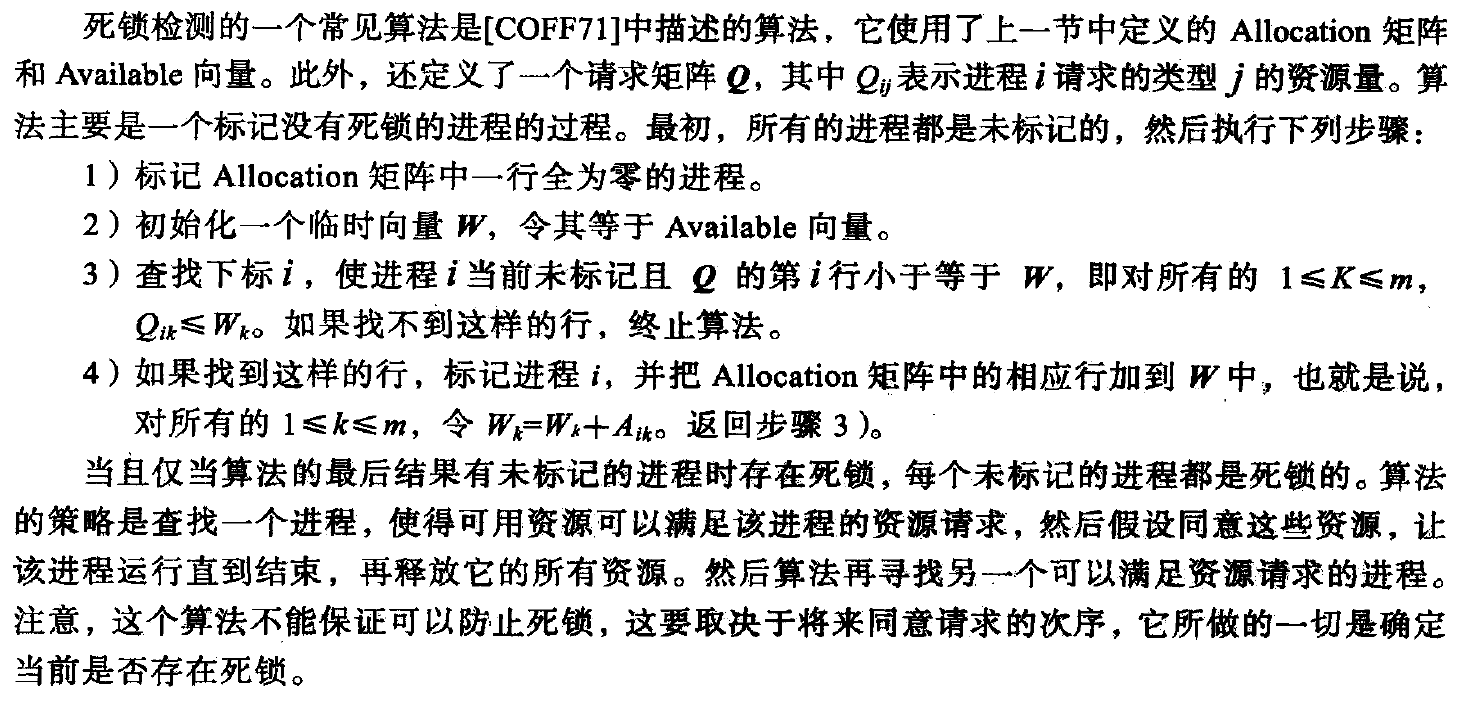 死锁检测的一个常见算法是[COFF71]中描述的算法，它使用了上一节中定义的 Allocation 矩阵
和 Available 向量。此外，还定义了一个请求矩阵 Q，其中 Qij 表示进程 i 请求的类型 j 的资源量。算
法主要是一个标记没有死锁的进程的过程。最初，所有的进程都是未标记的，然后执行下列步骤：
1）标记 Allocation 矩阵中一行全为零的进程。
2）初始化一个临时向量 W，令其等于 Available 向量。
3）查找下标 i，使进程 i 当前未标记且 Q 的第 i 行小于等于 W，即对所有的 1≤K≤m，
Qik≤Wk。如果找不到这样的行，终止算法。
4）如果找到这样的行，标记进程 i，并把 Allocation 矩阵中的相应行加到 W 中，也就是说，
对所有的 1≤k≤m，令 Wk=Wk+Aik。返回步骤 3）。
当且仅当算法的最后结果有未标记的进程时存在死锁，每个未标记的进程都是死锁的。算法
的策略是查找一个进程，使得可用资源可以满足该进程的资源请求，然后假设同意这些资源，让
该进程运行直到结束，再释放它的所有资源。然后算法再寻找另一个可以满足资源请求的进程。
注意，这个算法不能保证可以防止死锁，这要取决于将来同意请求的次序，它所做的一切是确定
当前是否存在死锁。